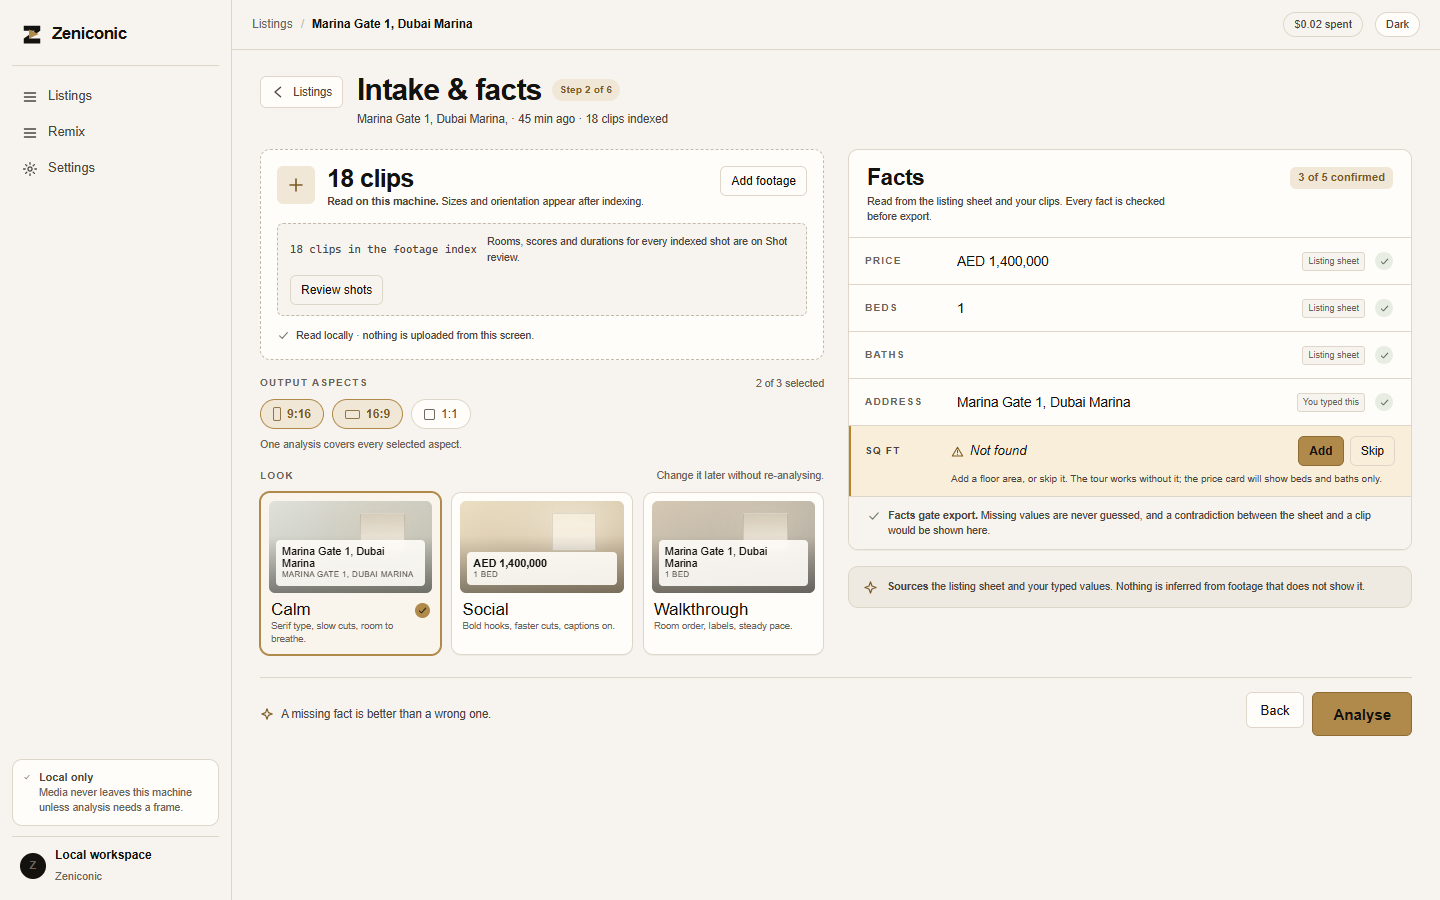 Zeniconic
Listings
Remix
Settings
Local only
Media never leaves this machine
unless analysis needs a frame.
Z
Local workspace
Zeniconic
Listings / Marina Gate 1, Dubai Marina
$0.02 spent
Dark
Listings
Intake & facts
Step 2 of 6
Marina Gate 1, Dubai Marina, · 45 min ago · 18 clips indexed
18 clips
Read on this machine. Sizes and orientation appear after indexing.
Add footage
18 clips in the footage index
Rooms, scores and durations for every indexed shot are on Shot
review.
Review shots
Read locally · nothing is uploaded from this screen.
OUTPUT ASPECTS
2 of 3 selected
9:16
16:9
1:1
One analysis covers every selected aspect.
LOOK
Change it later without re-analysing.
Marina Gate 1, Dubai
Marina
MARINA GATE 1, DUBAI MARINA
Calm
Serif type, slow cuts, room to
breathe.
AED 1,400,000
1 BED
Social
Bold hooks, faster cuts, captions on.
Marina Gate 1, Dubai
Marina
1 BED
Walkthrough
Room order, labels, steady pace.
Facts
3 of 5 confirmed
Read from the listing sheet and your clips. Every fact is checked
before export.
PRICE
AED 1,400,000
Listing sheet
BEDS
1
Listing sheet
BATHS
Listing sheet
ADDRESS
Marina Gate 1, Dubai Marina
You typed this
SQ FT
Not found
Add
Skip
Add a floor area, or skip it. The tour works without it; the price card will show beds and baths only.
Facts gate export. Missing values are never guessed, and a contradiction between the sheet and a clip
would be shown here.
Sources the listing sheet and your typed values. Nothing is inferred from footage that does not show it.
A missing fact is better than a wrong one.
Back
Analyse